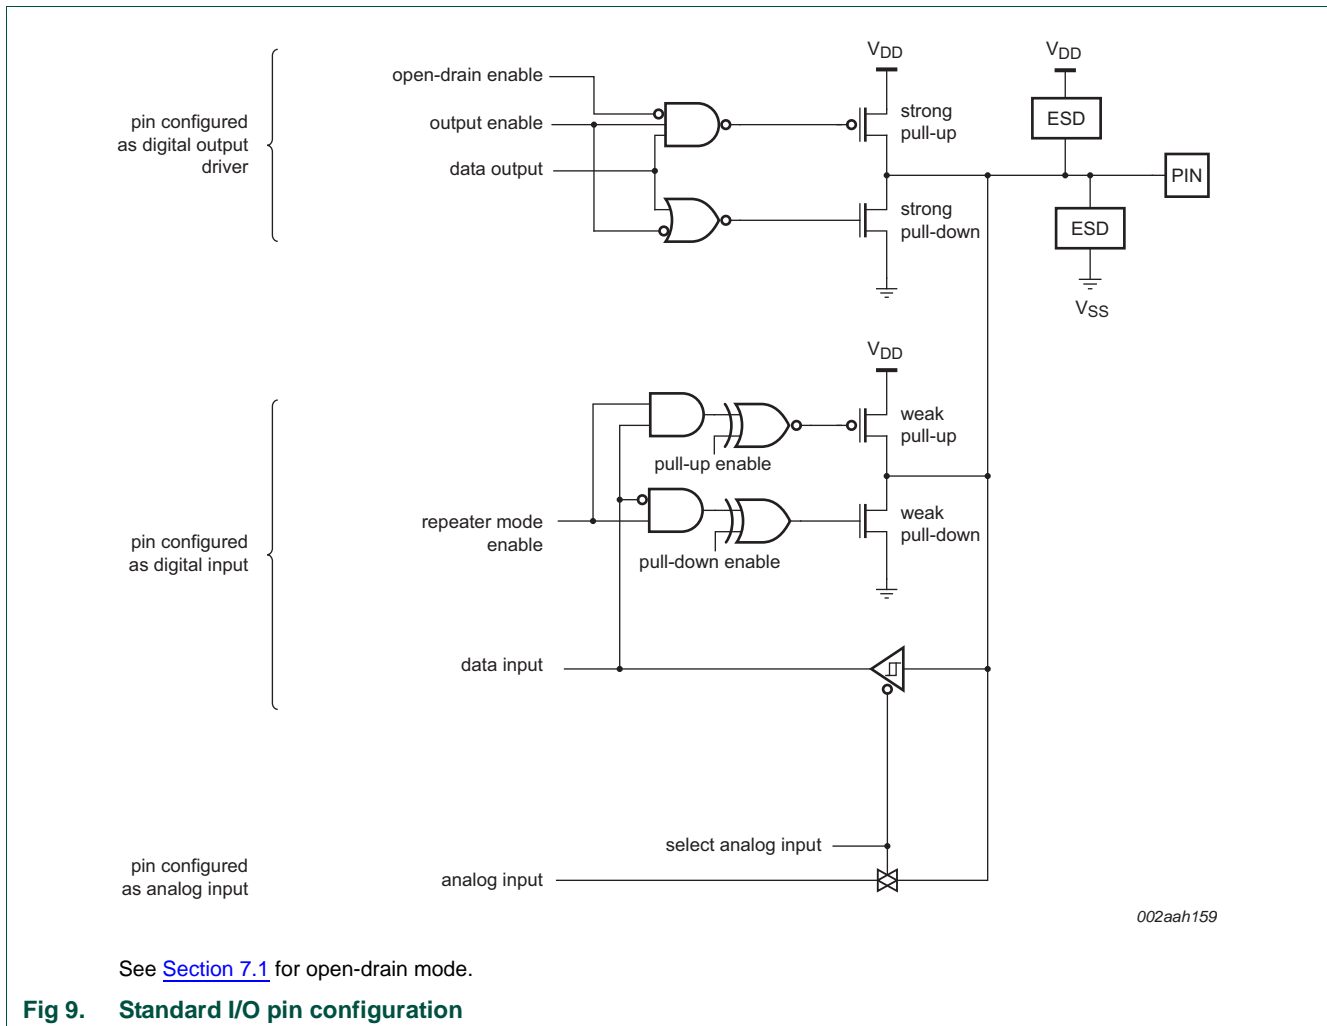 VDD
VDD
open-drain enable
strong
pull-up
ESD
pin configured
as digital output
driver
output enable
data output
PIN
strong
pull-down
ESD
VSS
VDD
weak
pull-up
pull-up enable
repeater mode
enable
weak
pull-down
pin configured
as digital input
pull-down enable
data input
select analog input
pin configured
as analog input
analog input
002aah159
See Section 7.1 for open-drain mode.
Fig 9. Standard I/O pin configuration